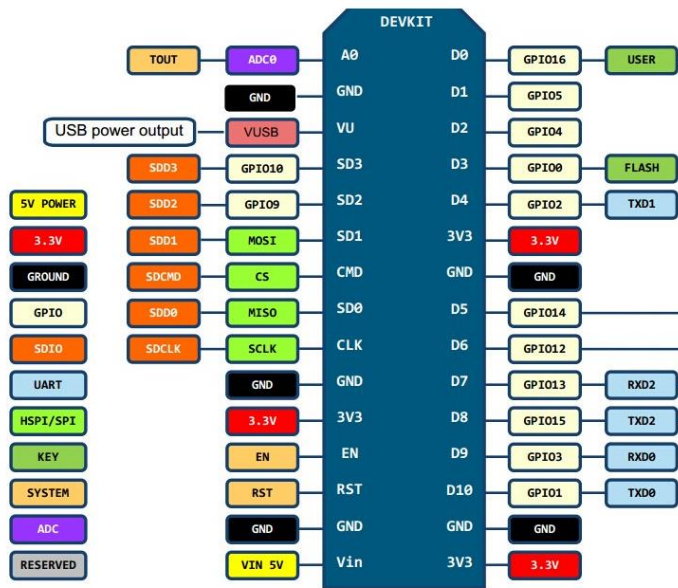 DEVKIT
TOUT ADC0 A0 D0 GPIO16 USER
GND GND D1 GPIO5
USB power output VUSB VU D2 GPIO4
SDD3 GPIO10 SD3 D3 GPIO0 FLASH
5V POWER SDD2 GPIO9 SD2 D4 GPIO2 TXD1
3.3V SDD1 MOSI SD1 3V3 3.3V
GROUND SDCMD CS CMD GND GND
GPIO SDD0 MISO SD0 D5 GPIO14
SDIO SDCLK SCLK CLK D6 GPIO12
UART GND GND D7 GPIO13 RXD2
HSPI/SPI 3.3V 3V3 D8 GPIO15 TXD2
KEY EN EN D9 GPIO3 RXD0
SYSTEM RST RST D10 GPIO1 TXD0
ADC GND GND GND GND
RESERVED VIN 5V Vin 3V3 3.3V